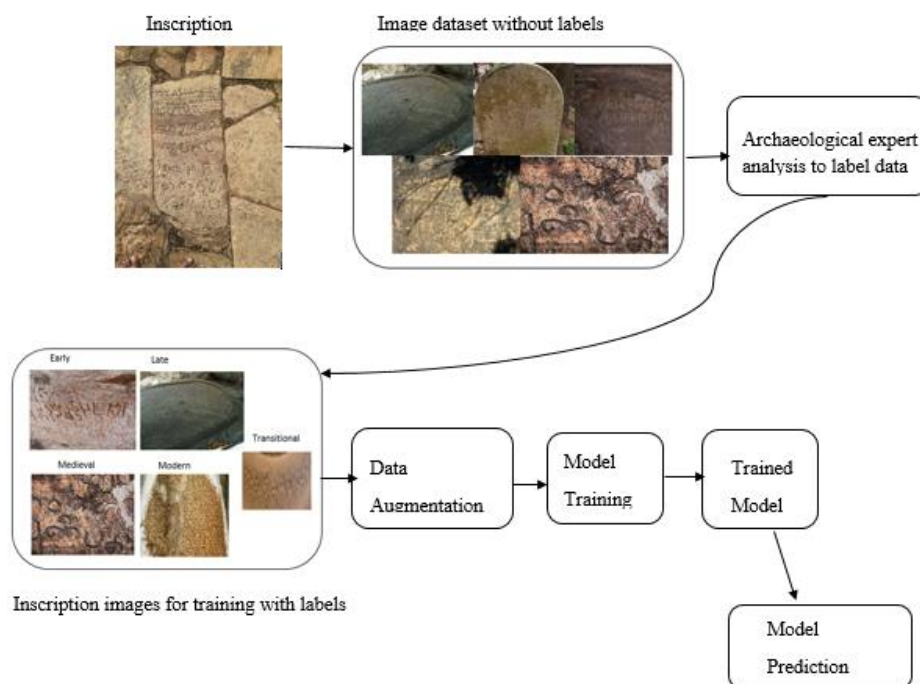 Inscription
Image dataset without labels
Archaeological expert
analysis to label data
Early
Late
Transitional
Medieval
Modern
Data
Augmentation
Model
Training
Trained
Model
Inscription images for training with labels
Model
Prediction